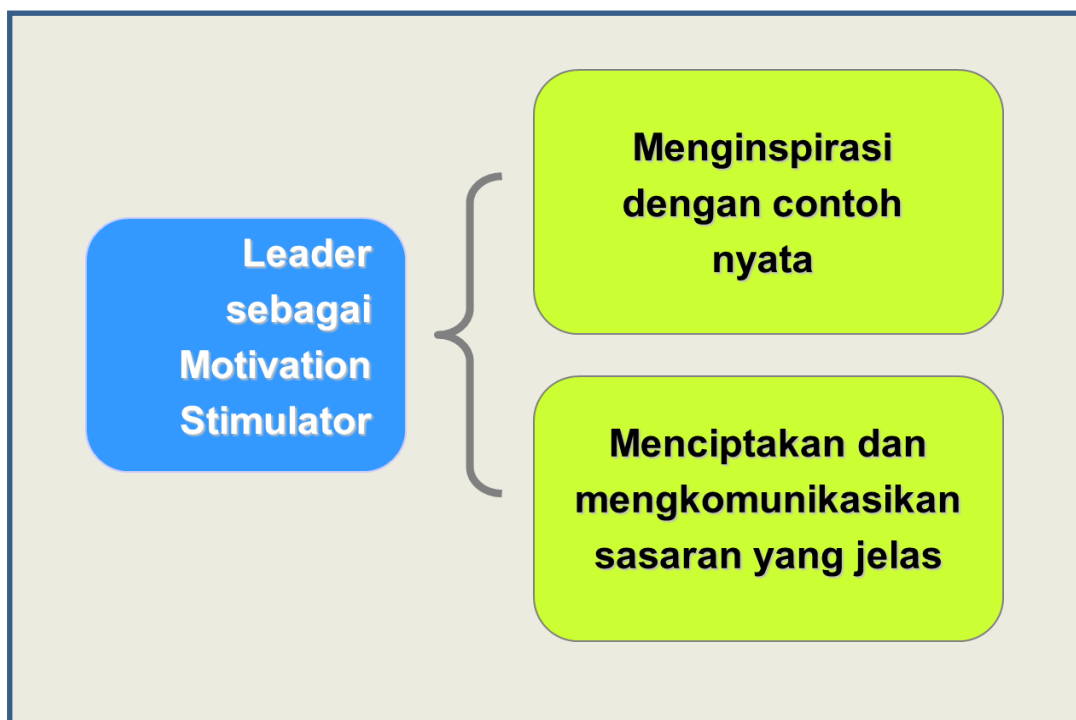 Leader
sebagai
Motivation
Stimulator
Menginspirasi
dengan contoh
nyata
Menciptakan dan
mengkomunikasikan
sasaran yang jelas